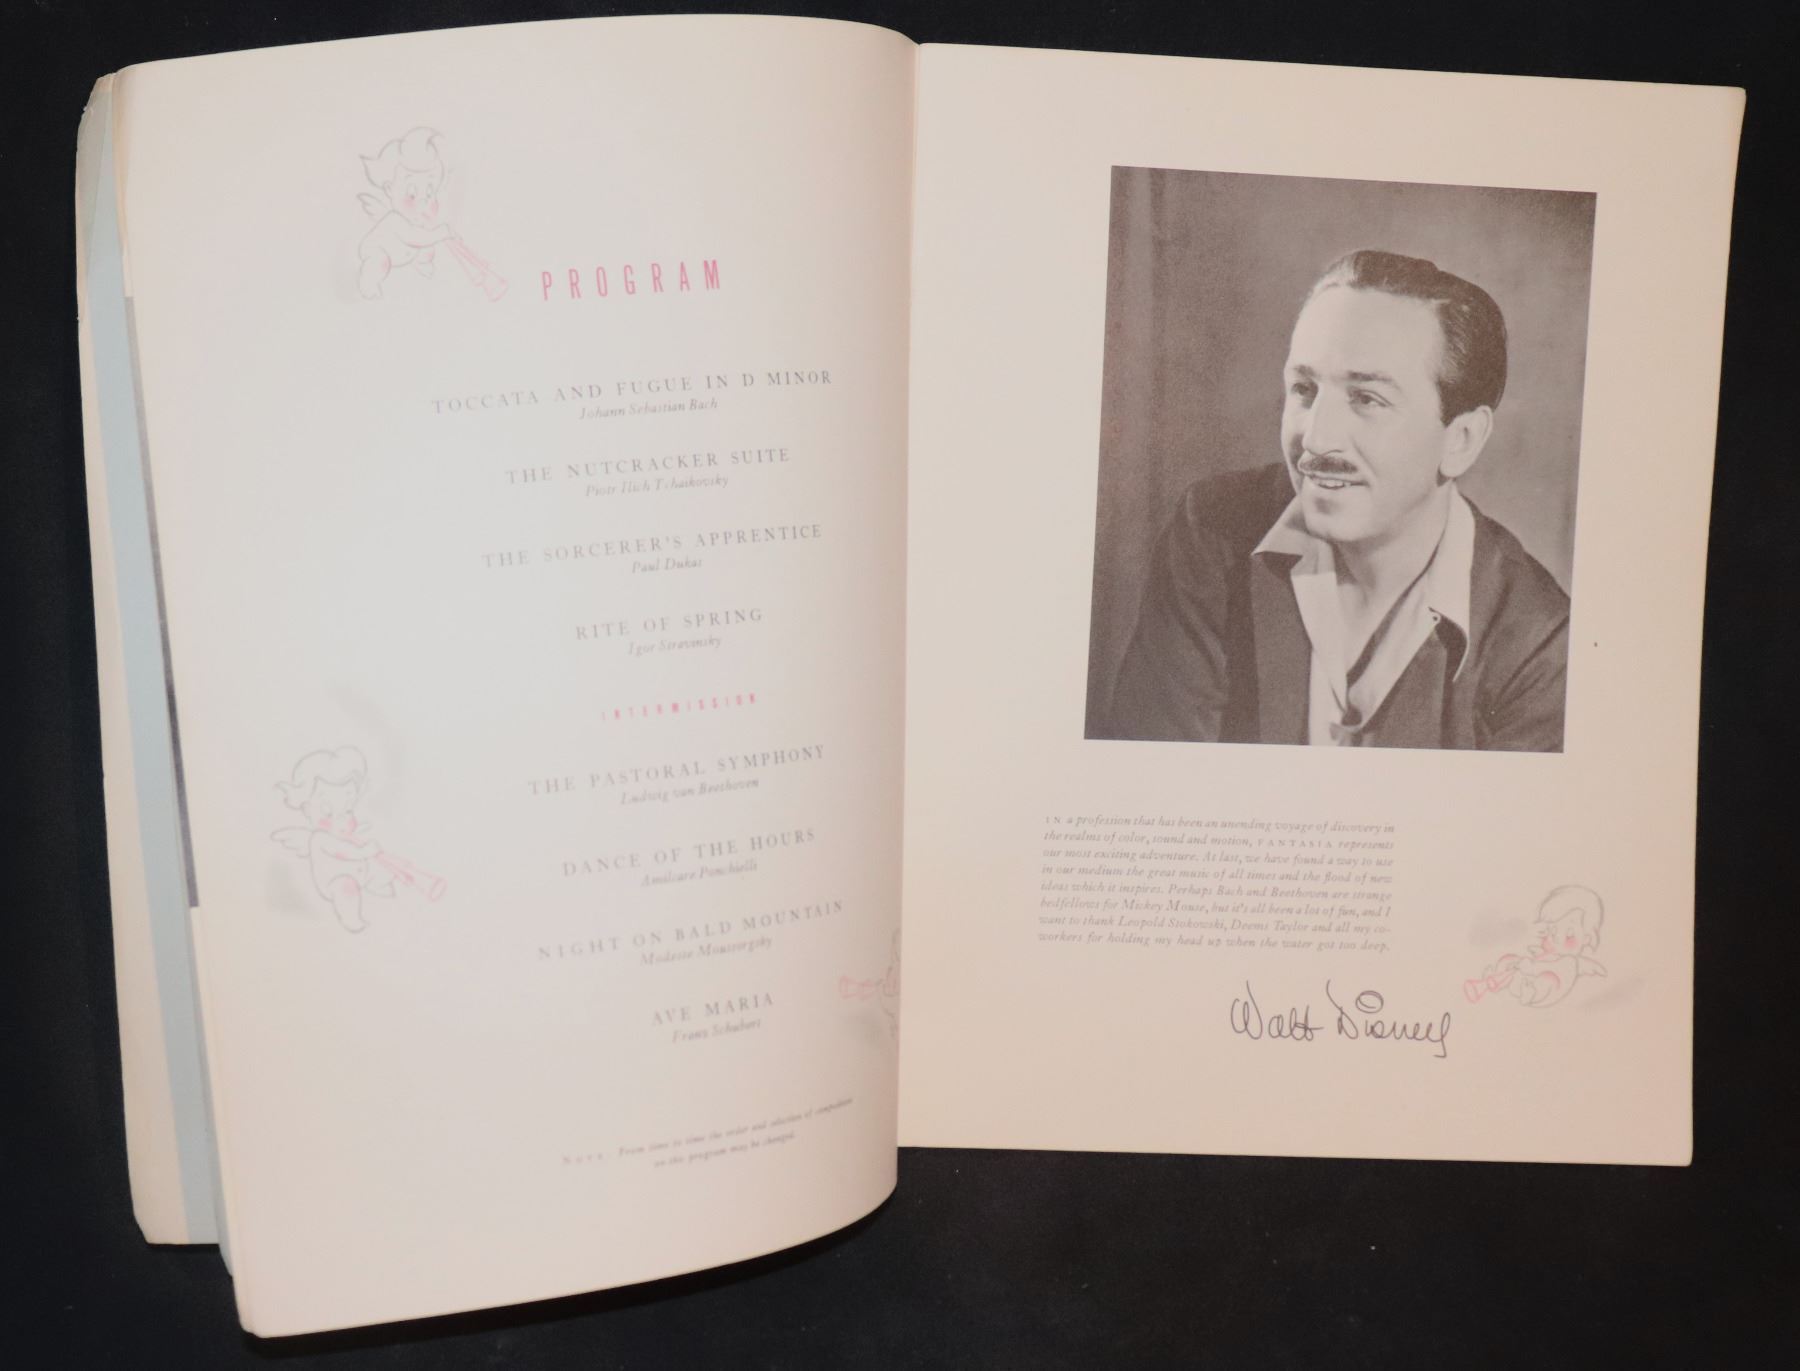 PROGRAM
TOCCATA AND FUGUE IN D MINOR
Johann Sebastian Bach
THE NUTCRACKER SUITE
Piotr Ilich Tchaikovsky
THE SORCERER'S APPRENTICE
Paul Dukas
RITE OF SPRING
Igor Stravinsky
INTERMISSION
THE PASTORAL SYMPHONY
Ludwig van Beethoven
DANCE OF THE HOURS
Amilcare Ponchielli
NIGHT ON BALD MOUNTAIN
Modeste Moussorgsky
AVE MARIA
Franz Schubert
NOTE: From time to time the order and selection of compositions
on this program may be changed.
IN a profession that has been an unending voyage of discovery in
the realms of color, sound and motion, FANTASIA represents
our most exciting adventure. At last, we have found a way to use
in our medium the great music of all times and the flood of new
ideas which it inspires. Perhaps Bach and Beethoven are strange
bedfellows for Mickey Mouse, but it's all been a lot of fun, and I
want to thank Leopold Stokowski, Deems Taylor and all my co-
workers for holding my head up when the water got too deep.
Walt Disney